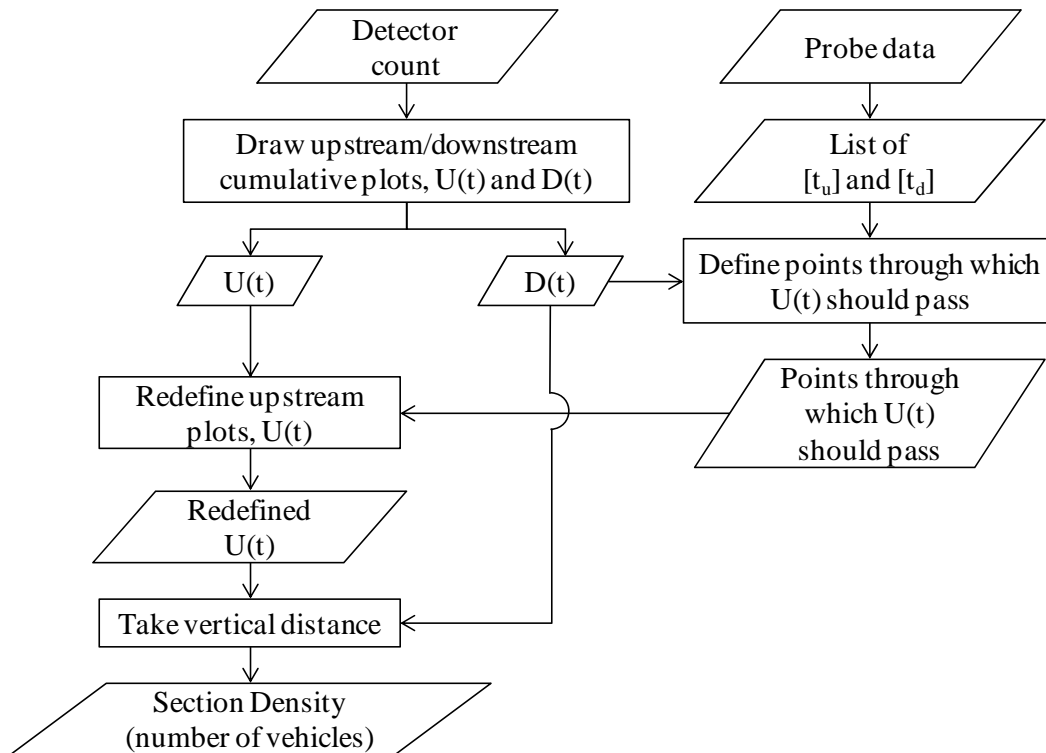 Detector
count
Probe data
Draw upstream/downstream
cumulative plots, U(t) and D(t)
List of
[tu] and [td]
U(t)
D(t)
Define points through which
U(t) should pass
Redefine upstream
plots, U(t)
Points through
which U(t)
should pass
Redefined
U(t)
Take vertical distance
Section Density
(number of vehicles)